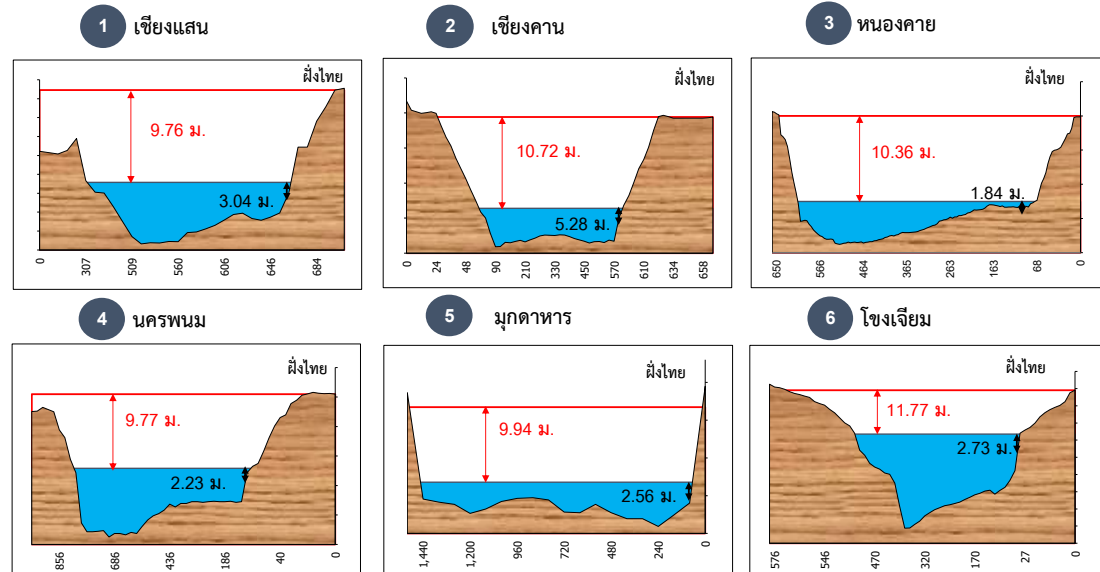 1 เชียงแสน
2 เชียงคาน
3 หนองคาย
ฝั่งไทย
9.76 ม.
3.04 ม.
0 307 509 560 606 646 684
ฝั่งไทย
10.72 ม.
5.28 ม.
0 24 48 90 210 330 450 570 610 634 658
ฝั่งไทย
10.36 ม.
1.84 ม.
650 566 464 365 263 163 68 0
4 นครพนม
5 มุกดาหาร
6 โขงเจียม
ฝั่งไทย
9.77 ม.
2.23 ม.
856 686 436 186 40 0
ฝั่งไทย
9.94 ม.
2.56 ม.
1,440 1,200 960 720 480 240 0
ฝั่งไทย
11.77 ม.
2.73 ม.
576 546 470 320 170 27 0